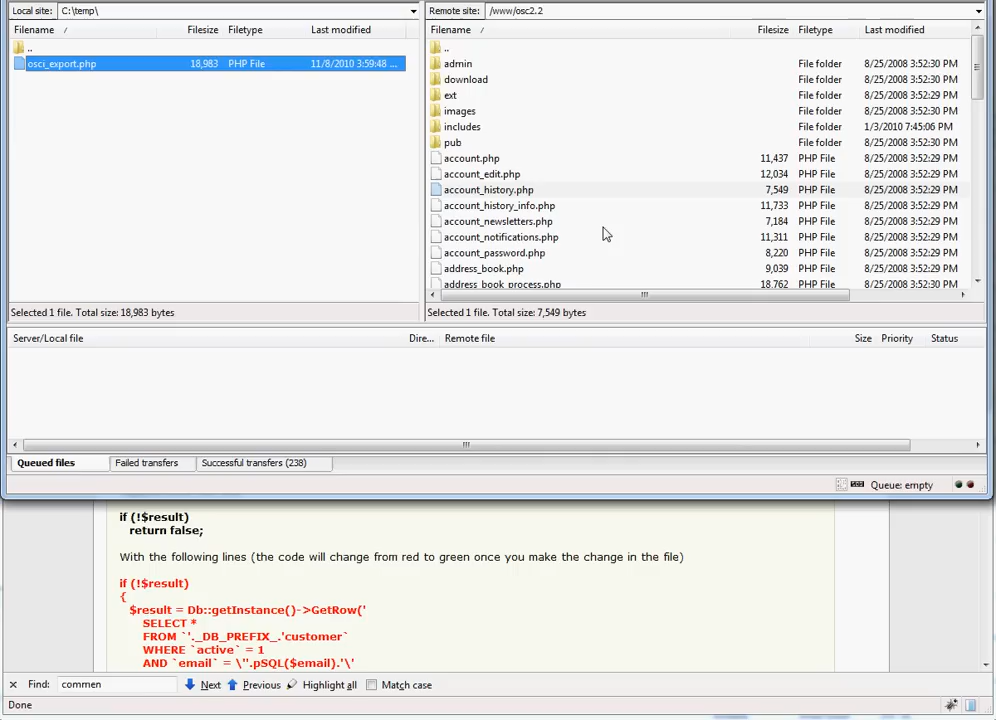 Local site: C:\temp\
Remote site: /www/osc2.2
Filename / Filesize Filetype Last modified
Filename / Filesize Filetype Last modified
..
osci_export.php 18,983 PHP File 11/8/2010 3:59:48 ...
..
admin File folder 8/25/2008 3:52:30 PM
download File folder 8/25/2008 3:52:30 PM
ext File folder 8/25/2008 3:52:30 PM
images File folder 8/25/2008 3:52:30 PM
includes File folder 1/3/2010 7:45:06 PM
pub File folder 8/25/2008 3:52:30 PM
account.php 11,437 PHP File 8/25/2008 3:52:29 PM
account_edit.php 12,034 PHP File 8/25/2008 3:52:29 PM
account_history.php 7,549 PHP File 8/25/2008 3:52:29 PM
account_history_info.php 11,733 PHP File 8/25/2008 3:52:29 PM
account_newsletters.php 7,184 PHP File 8/25/2008 3:52:29 PM
account_notifications.php 11,311 PHP File 8/25/2008 3:52:29 PM
account_password.php 8,220 PHP File 8/25/2008 3:52:29 PM
address_book.php 9,039 PHP File 8/25/2008 3:52:29 PM
address_book_process.php 18,762 PHP File 8/25/2008 3:52:29 PM
Selected 1 file. Total size: 18,983 bytes
Selected 1 file. Total size: 7,549 bytes
Server/Local file Dire... Remote file Size Priority Status
Queued files Failed transfers Successful transfers (238)
Queue: empty
if (!$result)
return false;
With the following lines (the code will change from red to green once you make the change in the file)
if (!$result)
{
$result = Db::getInstance()->GetRow('
SELECT *
FROM `'._DB_PREFIX_.'customer`
WHERE `active` = 1
AND `email` = \''.pSQL($email).'\'
Find: commen Next Previous Highlight all Match case
Done